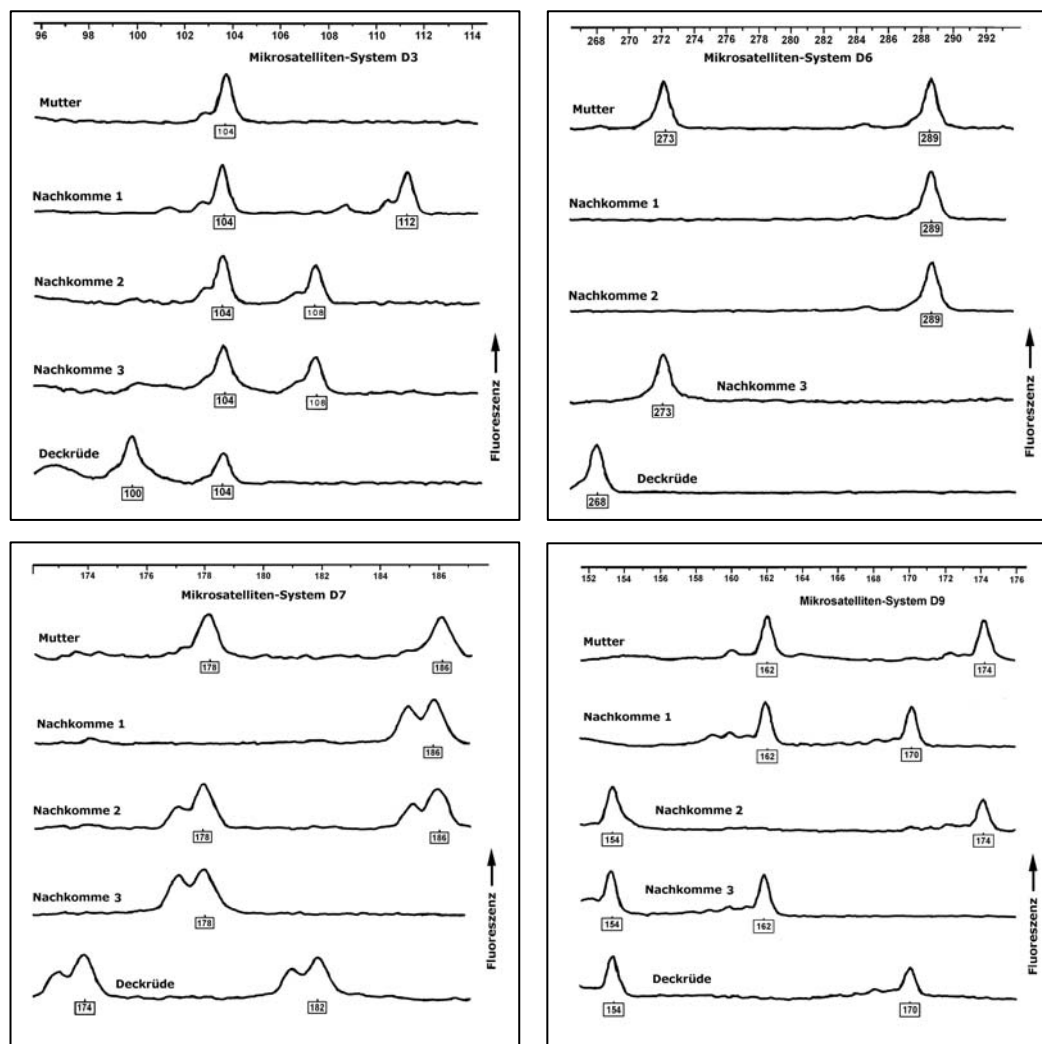 96 98 100 102 104 106 108 110 112 114
Mikrosatelliten-System D3
Mutter
104
Nachkomme 1
104 112
Nachkomme 2
104 108
Nachkomme 3
104 108
Deckrüde
100 104
Fluoreszenz
268 270 272 274 276 278 280 282 284 286 288 290 292
Mikrosatelliten-System D6
Mutter
273 289
Nachkomme 1
289
Nachkomme 2
289
Nachkomme 3
273
Deckrüde
268
Fluoreszenz
174 176 178 180 182 184 186
Mikrosatelliten-System D7
Mutter
178 186
Nachkomme 1
186
Nachkomme 2
178 186
Nachkomme 3
178
Deckrüde
174 182
Fluoreszenz
152 154 156 158 160 162 164 166 168 170 172 174 176
Mikrosatelliten-System D9
Mutter
162 174
Nachkomme 1
162 170
Nachkomme 2
154 174
Nachkomme 3
154 162
Deckrüde
154 170
Fluoreszenz